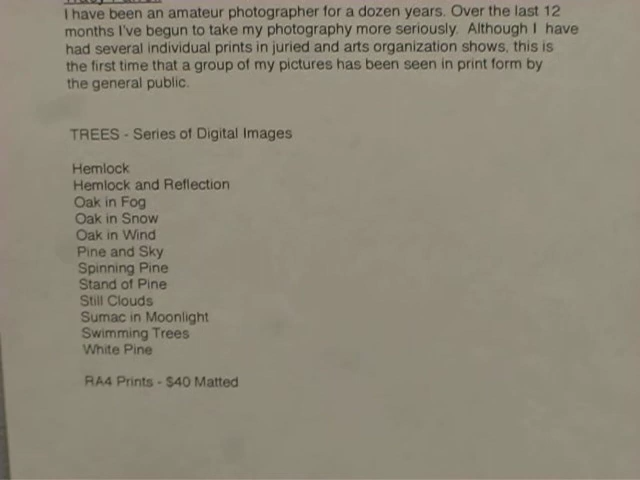 I have been an amateur photographer for a dozen years. Over the last 12
months I've begun to take my photography more seriously. Although I have
had several individual prints in juried and arts organization shows, this is
the first time that a group of my pictures has been seen in print form by
the general public.
TREES - Series of Digital Images
Hemlock
Hemlock and Reflection
Oak in Fog
Oak in Snow
Oak in Wind
Pine and Sky
Spinning Pine
Stand of Pine
Still Clouds
Sumac in Moonlight
Swimming Trees
White Pine
RA4 Prints - $40 Matted